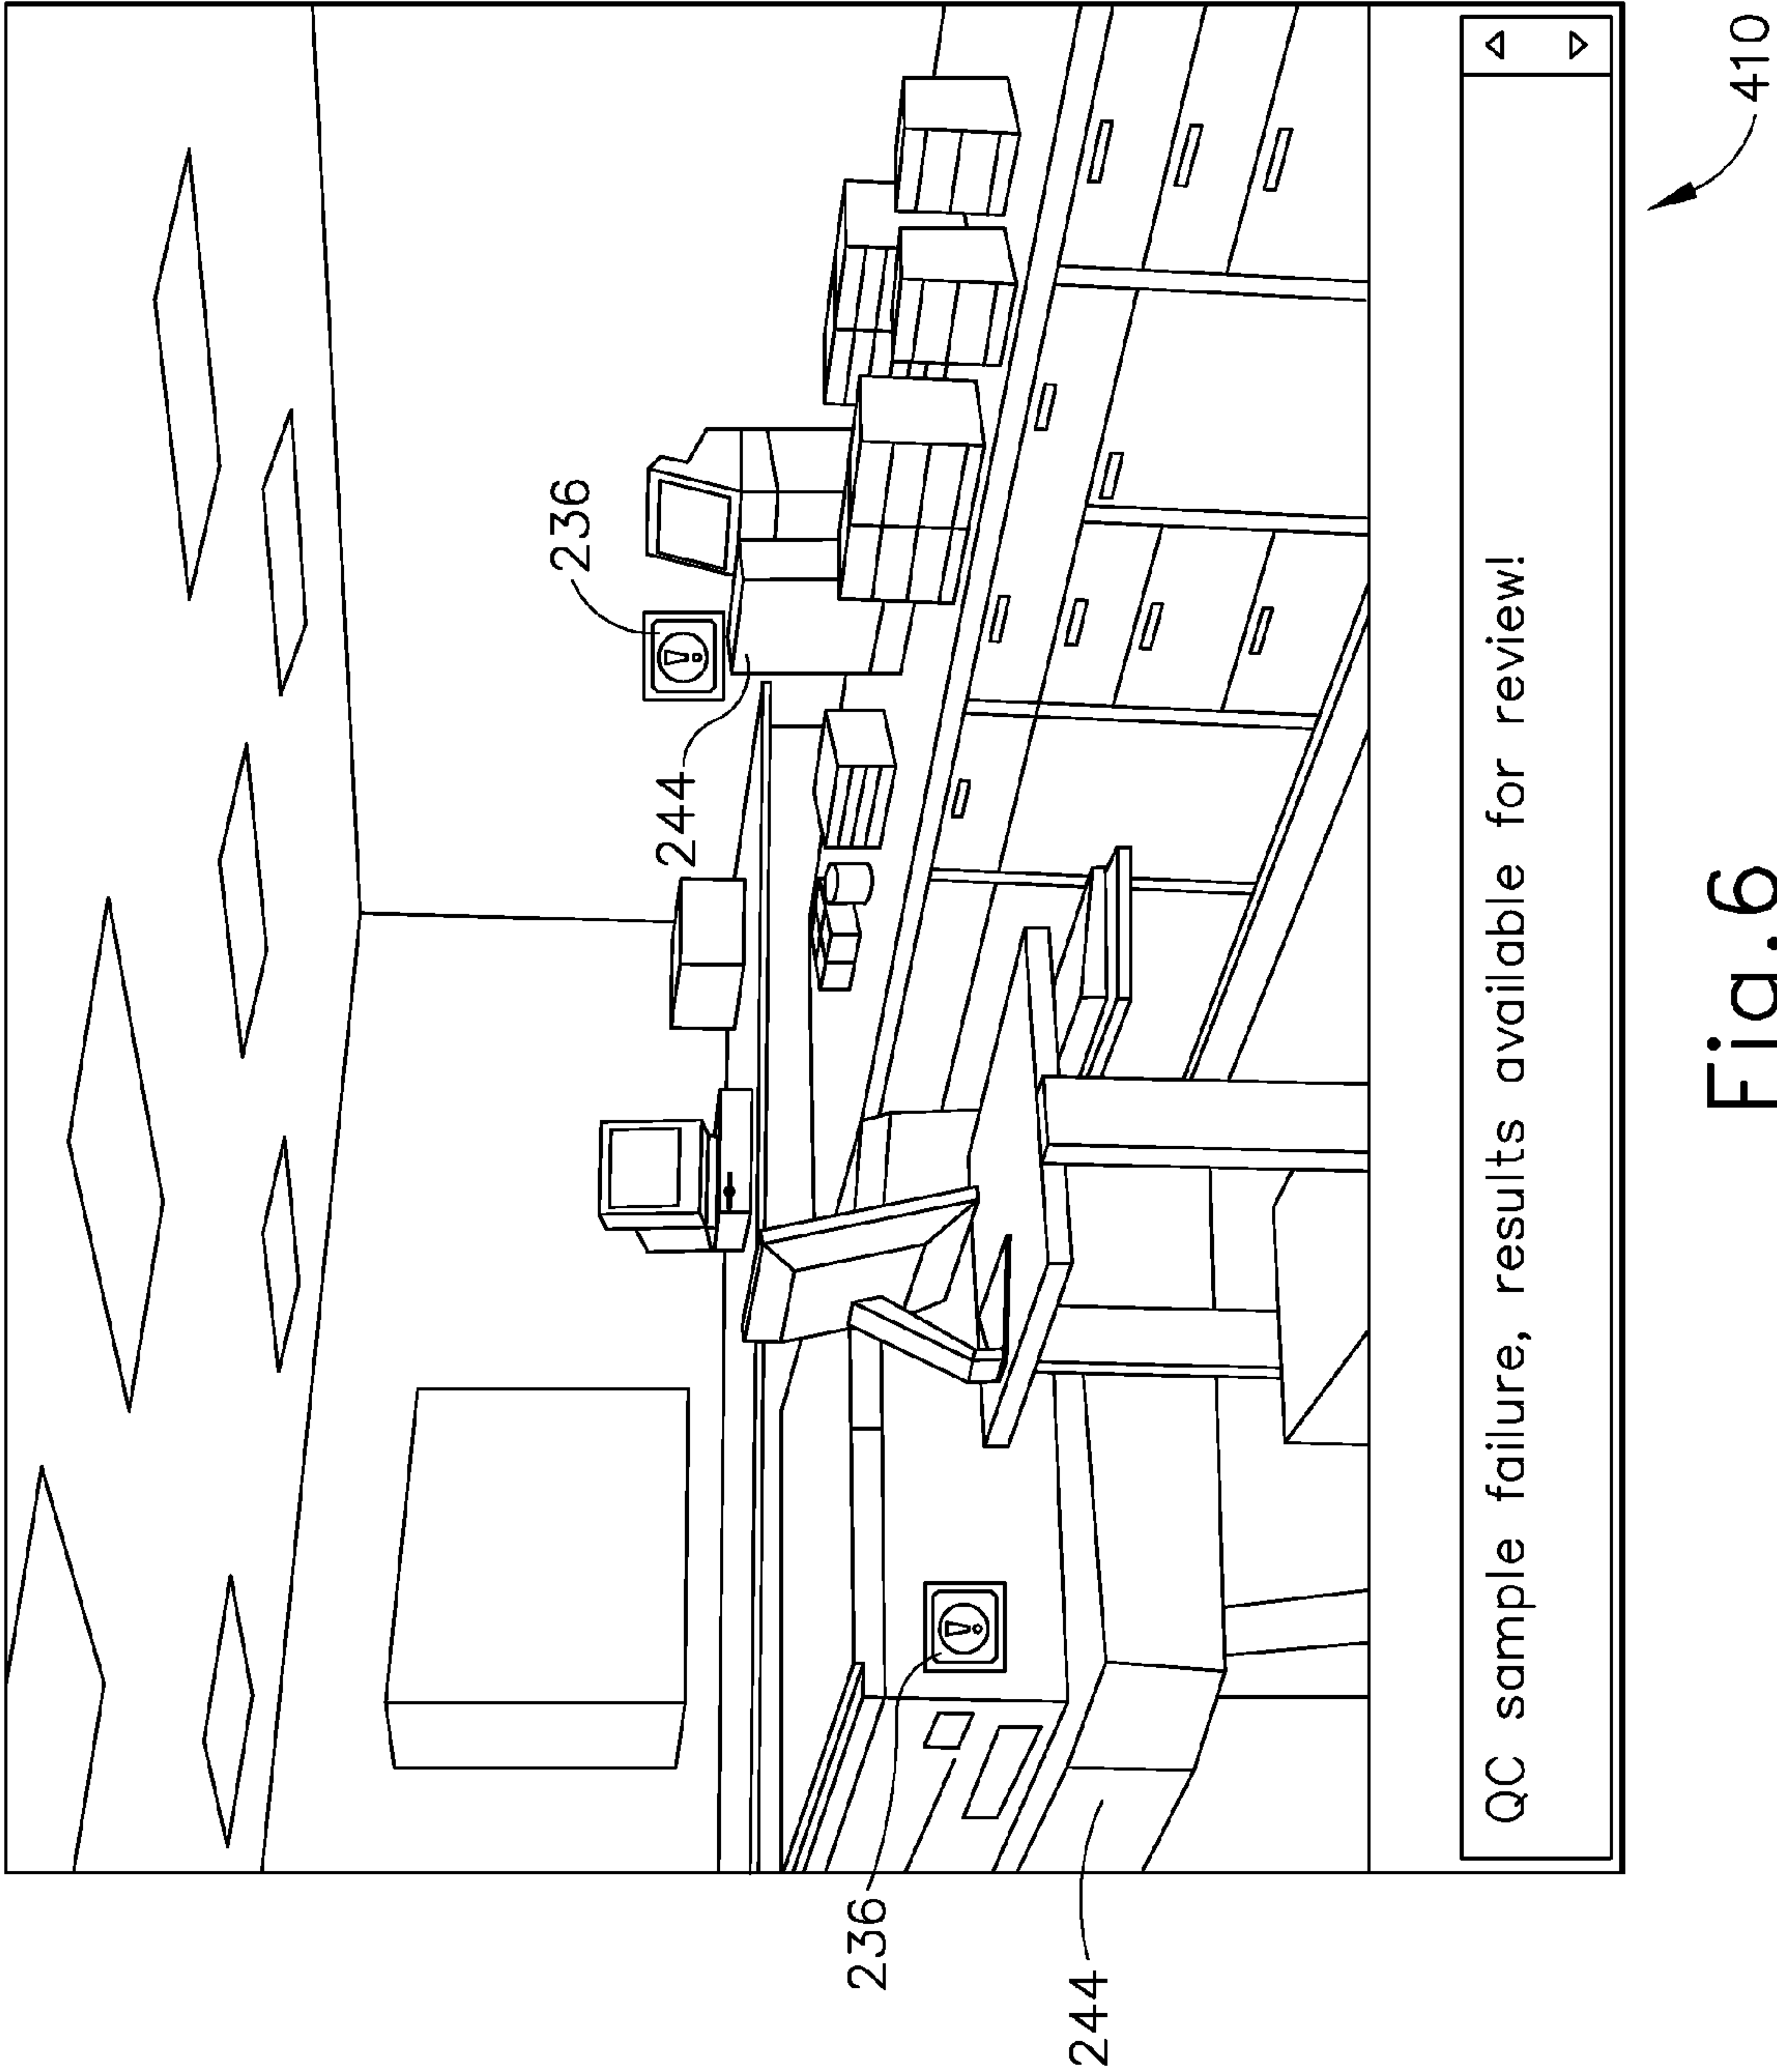 236
244
236
244
QC sample failure, results available for review!
410
Fig.6